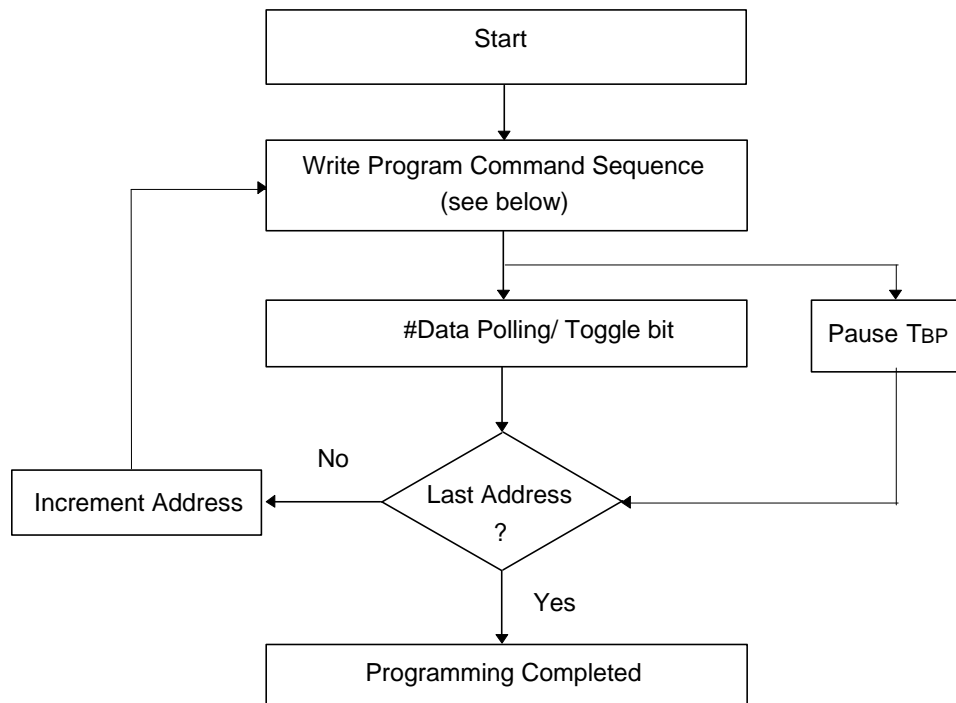 Start
Write Program Command Sequence
(see below)
#Data Polling/ Toggle bit
Pause TBP
No
Increment Address
Last Address
?
Yes
Programming Completed